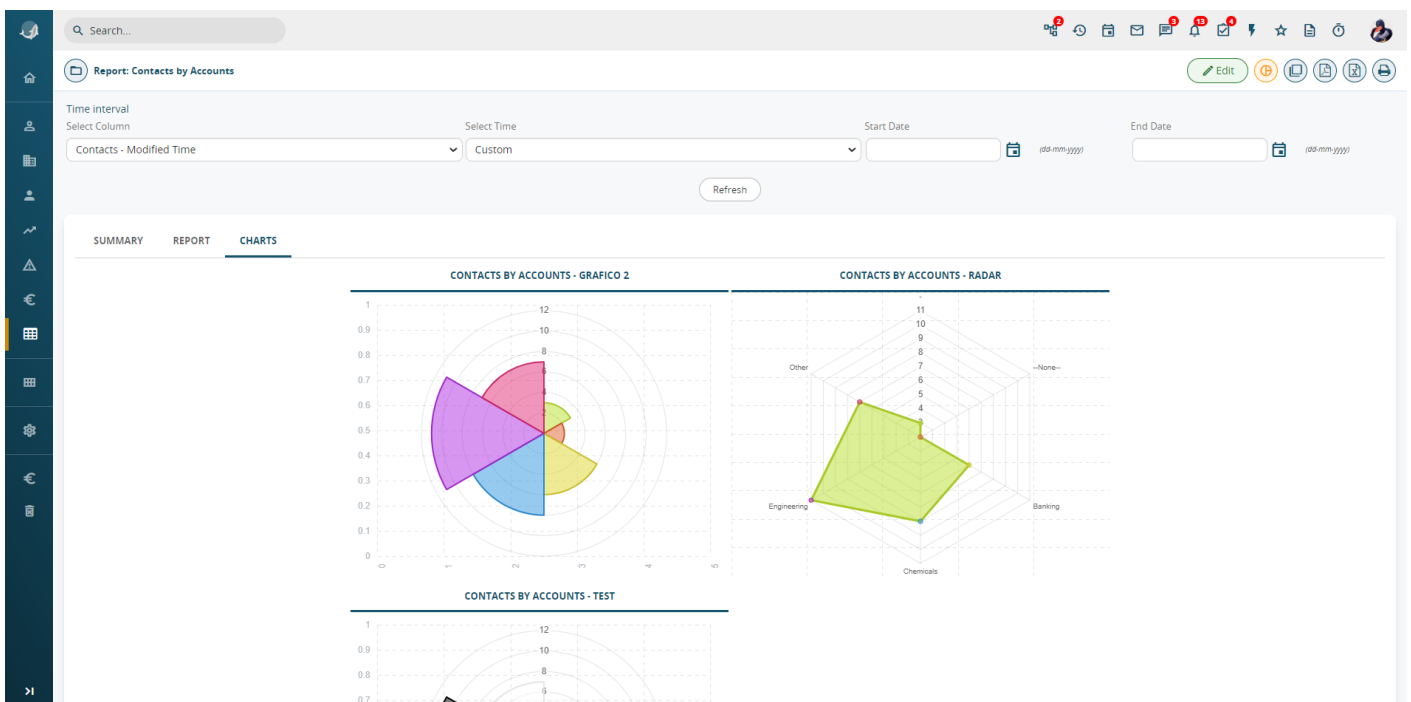 Search...
2
3
13
4
Report: Contacts by Accounts
Edit
Time interval
Select Column
Select Time
Start Date
End Date
Contacts - Modified Time
Custom
(dd-mm-yyyy)
(dd-mm-yyyy)
Refresh
SUMMARY
REPORT
CHARTS
CONTACTS BY ACCOUNTS - GRAFICO 2
1
0.9
0.8
0.7
0.6
0.5
0.4
0.3
0.2
0.1
0
12
10
8
6
4
2
0
1
2
3
4
5
CONTACTS BY ACCOUNTS - RADAR
-
11
10
9
8
7
6
5
4
3
Other
--None--
Engineering
Banking
Chemicals
CONTACTS BY ACCOUNTS - TEST
1
0.9
0.8
0.7
12
10
8
6